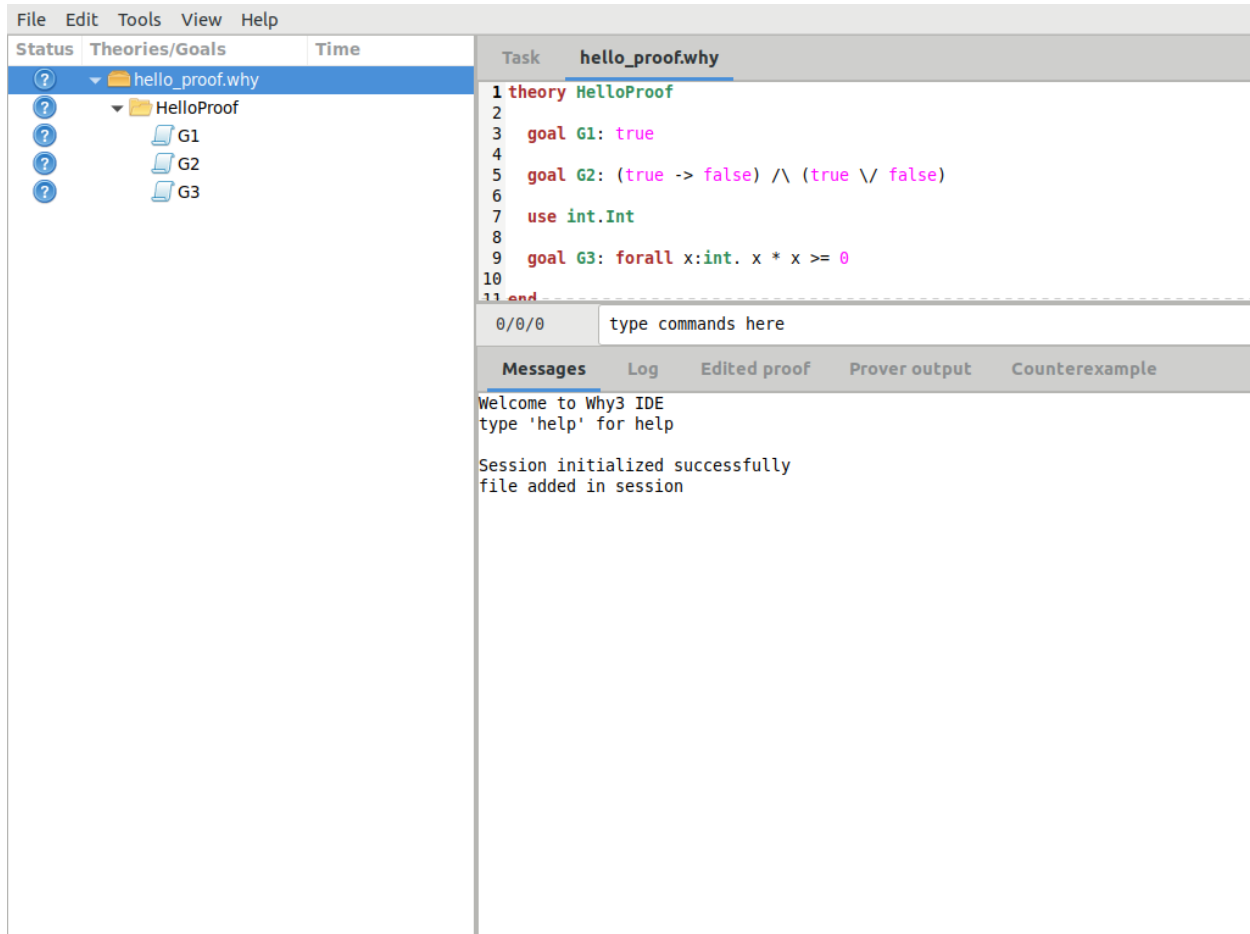 File Edit Tools View Help
Status Theories/Goals Time
hello_proof.why
HelloProof
G1
G2
G3
Task hello_proof.why
1 theory HelloProof
2
3 goal G1: true
4
5 goal G2: (true -> false) /\ (true \/ false)
6
7 use int.Int
8
9 goal G3: forall x:int. x * x >= 0
10
11 end
0/0/0 type commands here
Messages Log Edited proof Prover output Counterexample
Welcome to Why3 IDE
type 'help' for help
Session initialized successfully
file added in session